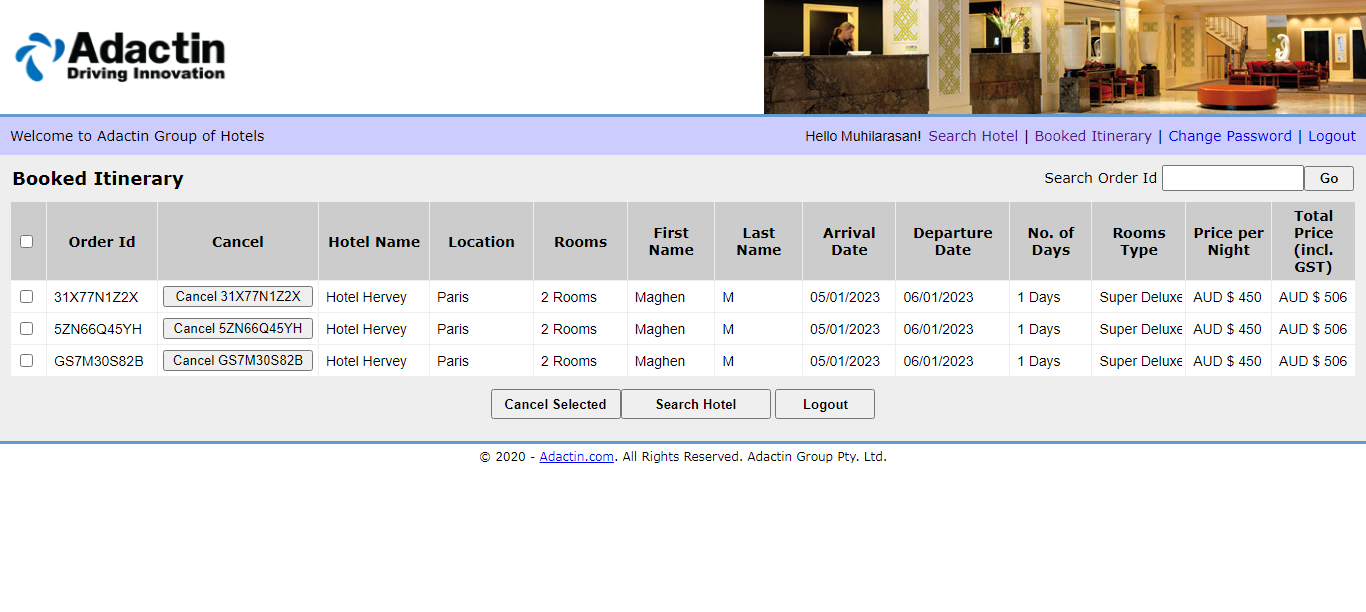 Adactin
Driving Innovation
Welcome to Adactin Group of Hotels
Hello Muhilarasan! Search Hotel | Booked Itinerary | Change Password | Logout
Booked Itinerary
Search Order Id Go
Order Id Cancel Hotel Name Location Rooms First Name Last Name Arrival Date Departure Date No. of Days Rooms Type Price per Night Total Price (incl. GST)
31X77N1Z2X Cancel 31X77N1Z2X Hotel Hervey Paris 2 Rooms Maghen M 05/01/2023 06/01/2023 1 Days Super Deluxe AUD $ 450 AUD $ 506
5ZN66Q45YH Cancel 5ZN66Q45YH Hotel Hervey Paris 2 Rooms Maghen M 05/01/2023 06/01/2023 1 Days Super Deluxe AUD $ 450 AUD $ 506
GS7M30S82B Cancel GS7M30S82B Hotel Hervey Paris 2 Rooms Maghen M 05/01/2023 06/01/2023 1 Days Super Deluxe AUD $ 450 AUD $ 506
Cancel Selected Search Hotel Logout
© 2020 - Adactin.com. All Rights Reserved. Adactin Group Pty. Ltd.